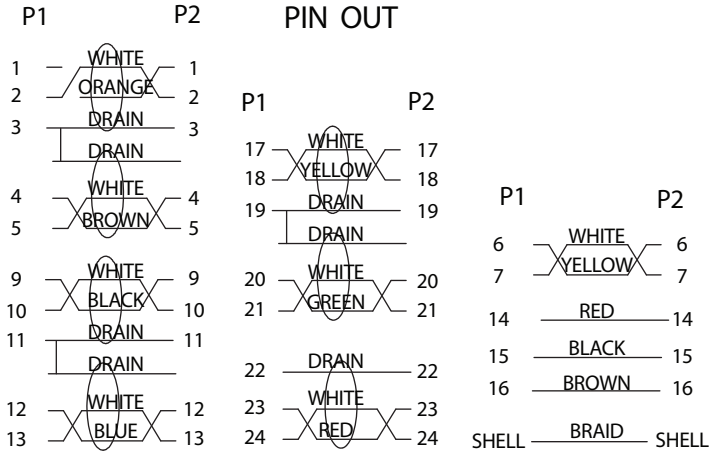 PIN OUT
P1 P2
1 WHITE 1
2 ORANGE 2
3 DRAIN 3
DRAIN
4 WHITE 4
5 BROWN 5
9 WHITE 9
10 BLACK 10
11 DRAIN 11
DRAIN
12 WHITE 12
13 BLUE 13
P1 P2
17 WHITE 17
18 YELLOW 18
19 DRAIN 19
DRAIN
20 WHITE 20
21 GREEN 21
22 DRAIN 22
23 WHITE 23
24 RED 24
P1 P2
6 WHITE 6
7 YELLOW 7
14 RED 14
15 BLACK 15
16 BROWN 16
SHELL BRAID SHELL